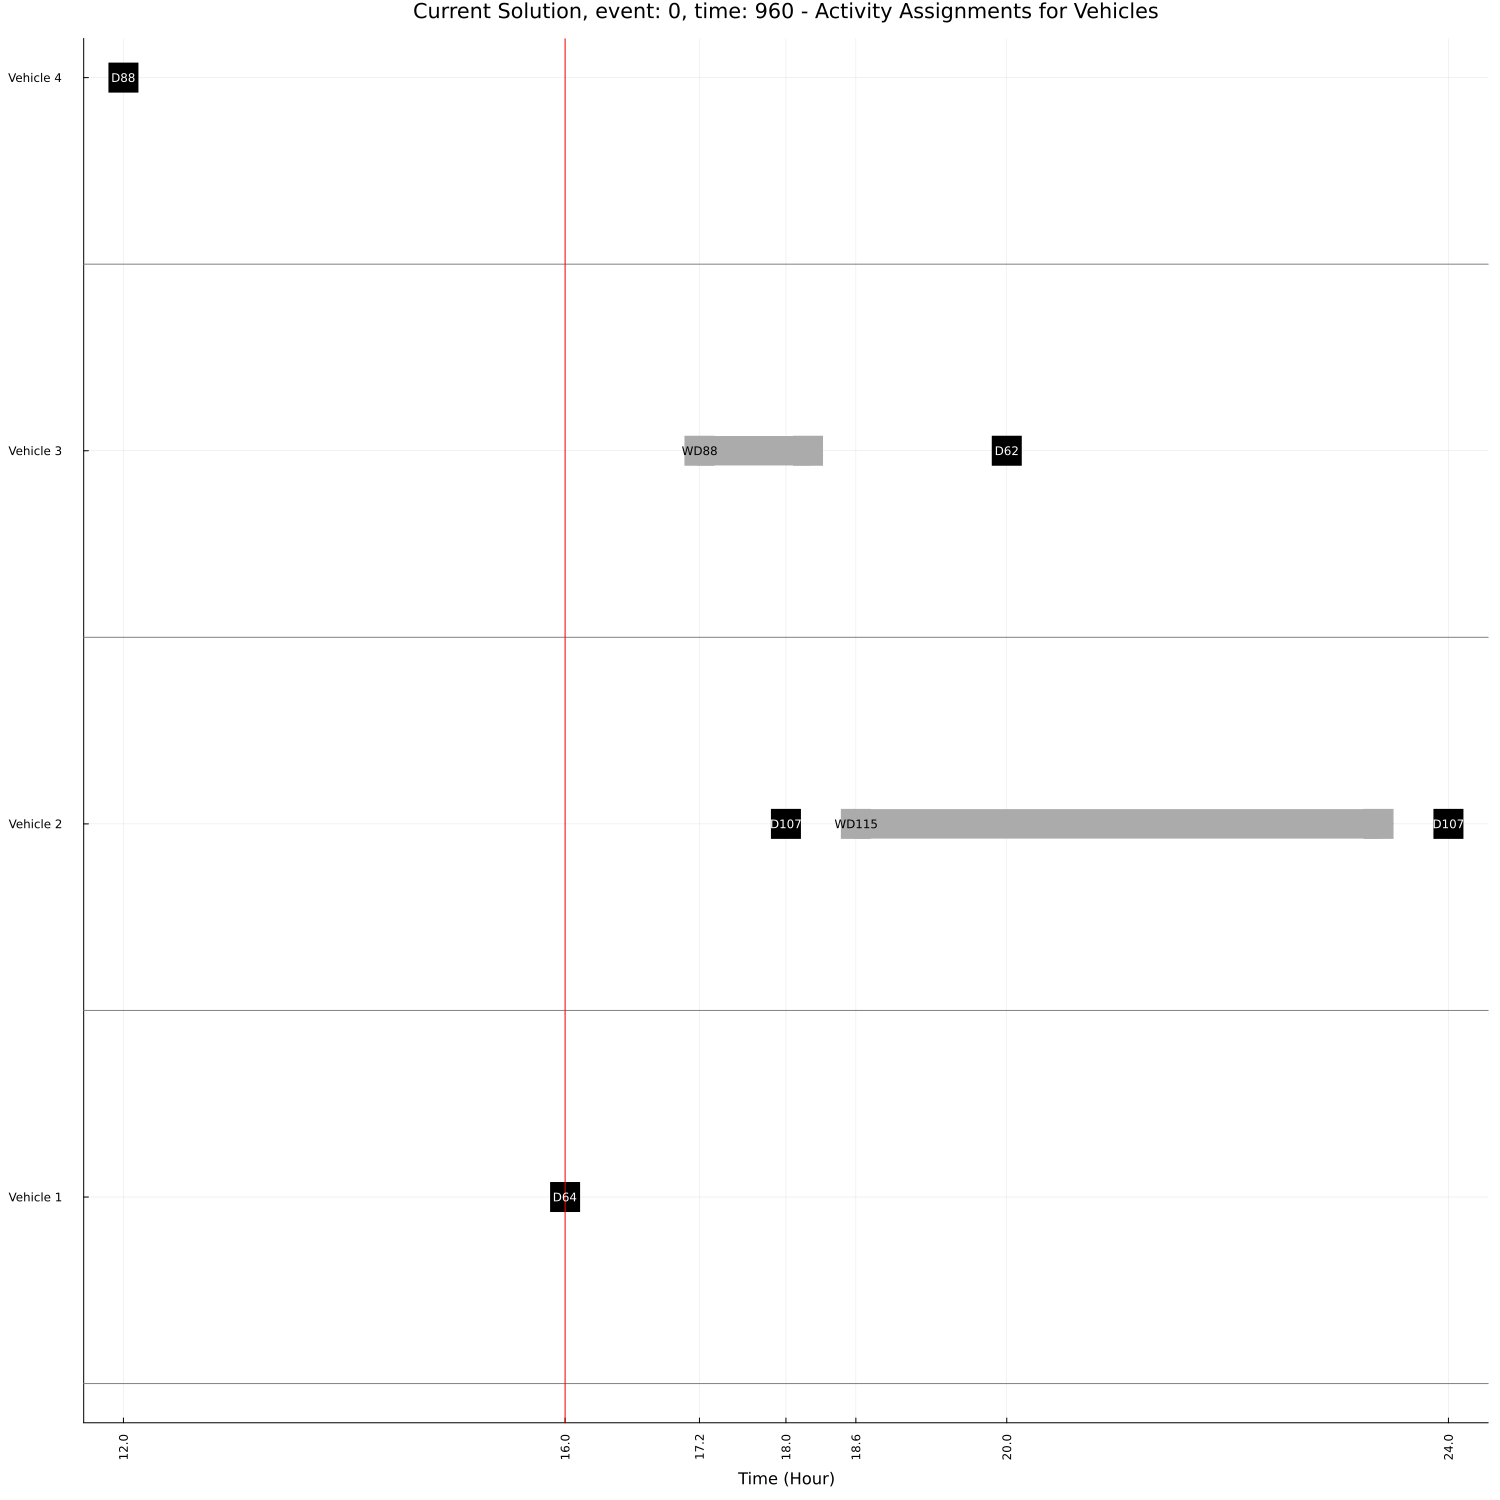 Current Solution, event: 0, time: 960 - Activity Assignments for Vehicles
Vehicle 4
D88
Vehicle 3
WD88
D62
Vehicle 2
D107
WD115
D107
Vehicle 1
D64
12.0
16.0
17.2
18.0
18.6
20.0
24.0
Time (Hour)